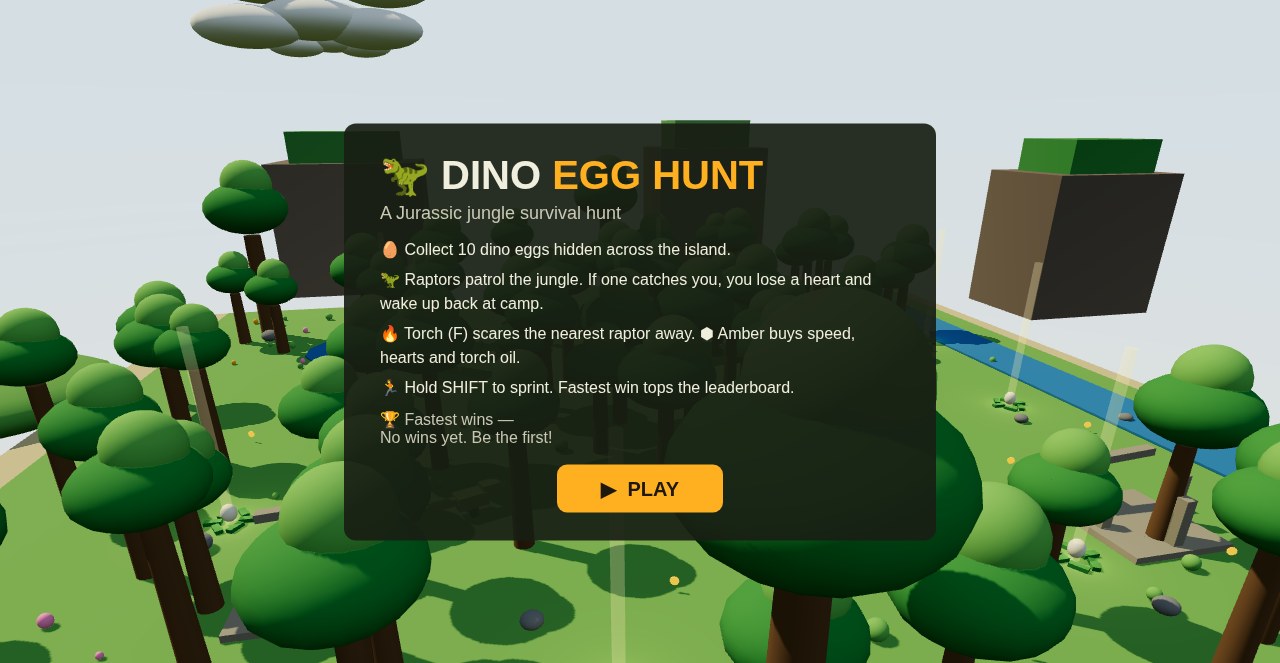 🦖 DINO EGG HUNT
A Jurassic jungle survival hunt
🥚 Collect 10 dino eggs hidden across the island.
🦖 Raptors patrol the jungle. If one catches you, you lose a heart and
wake up back at camp.
🔥 Torch (F) scares the nearest raptor away. ⬢ Amber buys speed,
hearts and torch oil.
🏃 Hold SHIFT to sprint. Fastest win tops the leaderboard.
🏆 Fastest wins —
No wins yet. Be the first!
▶ PLAY